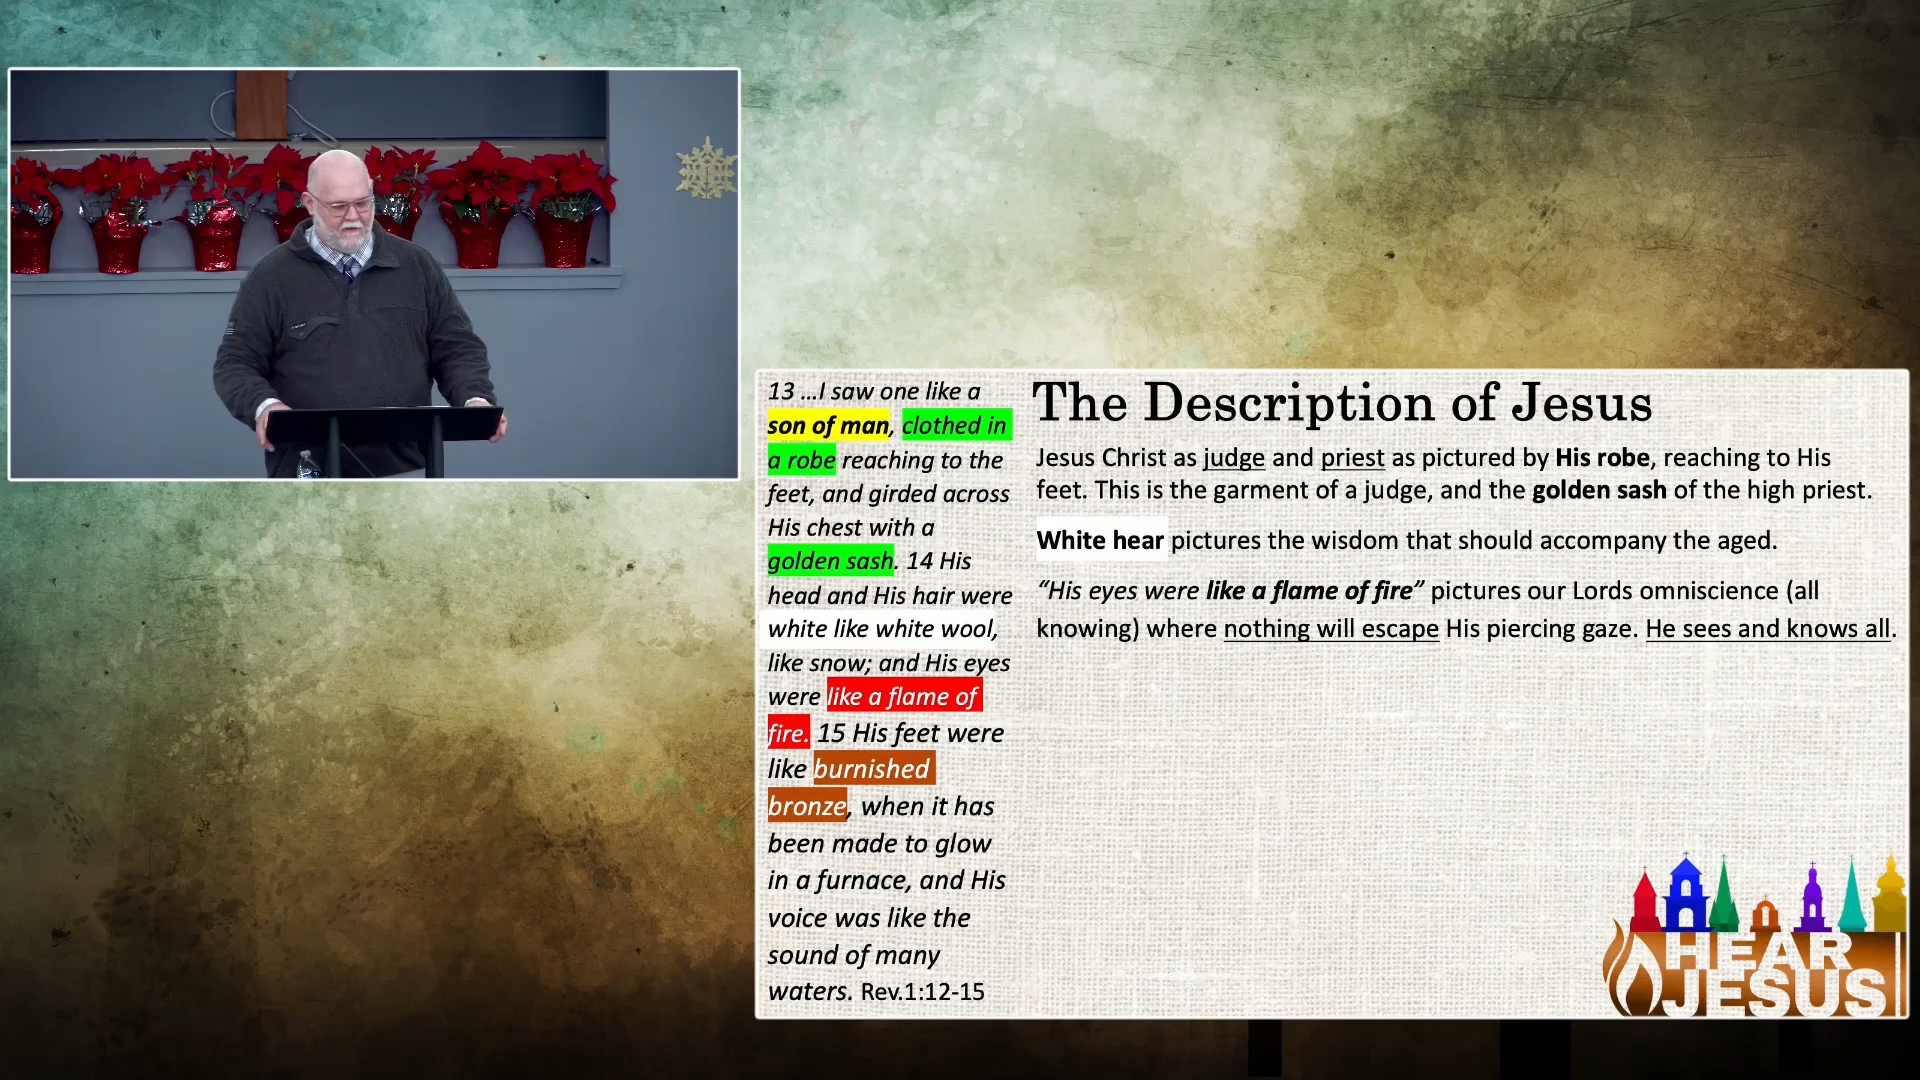 13 ...I saw one like a
son of man, clothed in
a robe reaching to the
feet, and girded across
His chest with a
golden sash. 14 His
head and His hair were
white like white wool,
like snow; and His eyes
were like a flame of
fire. 15 His feet were
like burnished
bronze, when it has
been made to glow
in a furnace, and His
voice was like the
sound of many
waters. Rev.1:12-15
The Description of Jesus
Jesus Christ as judge and priest as pictured by His robe, reaching to His
feet. This is the garment of a judge, and the golden sash of the high priest.
White hear pictures the wisdom that should accompany the aged.
“His eyes were like a flame of fire” pictures our Lords omniscience (all
knowing) where nothing will escape His piercing gaze. He sees and knows all.
HEAR
JESUS